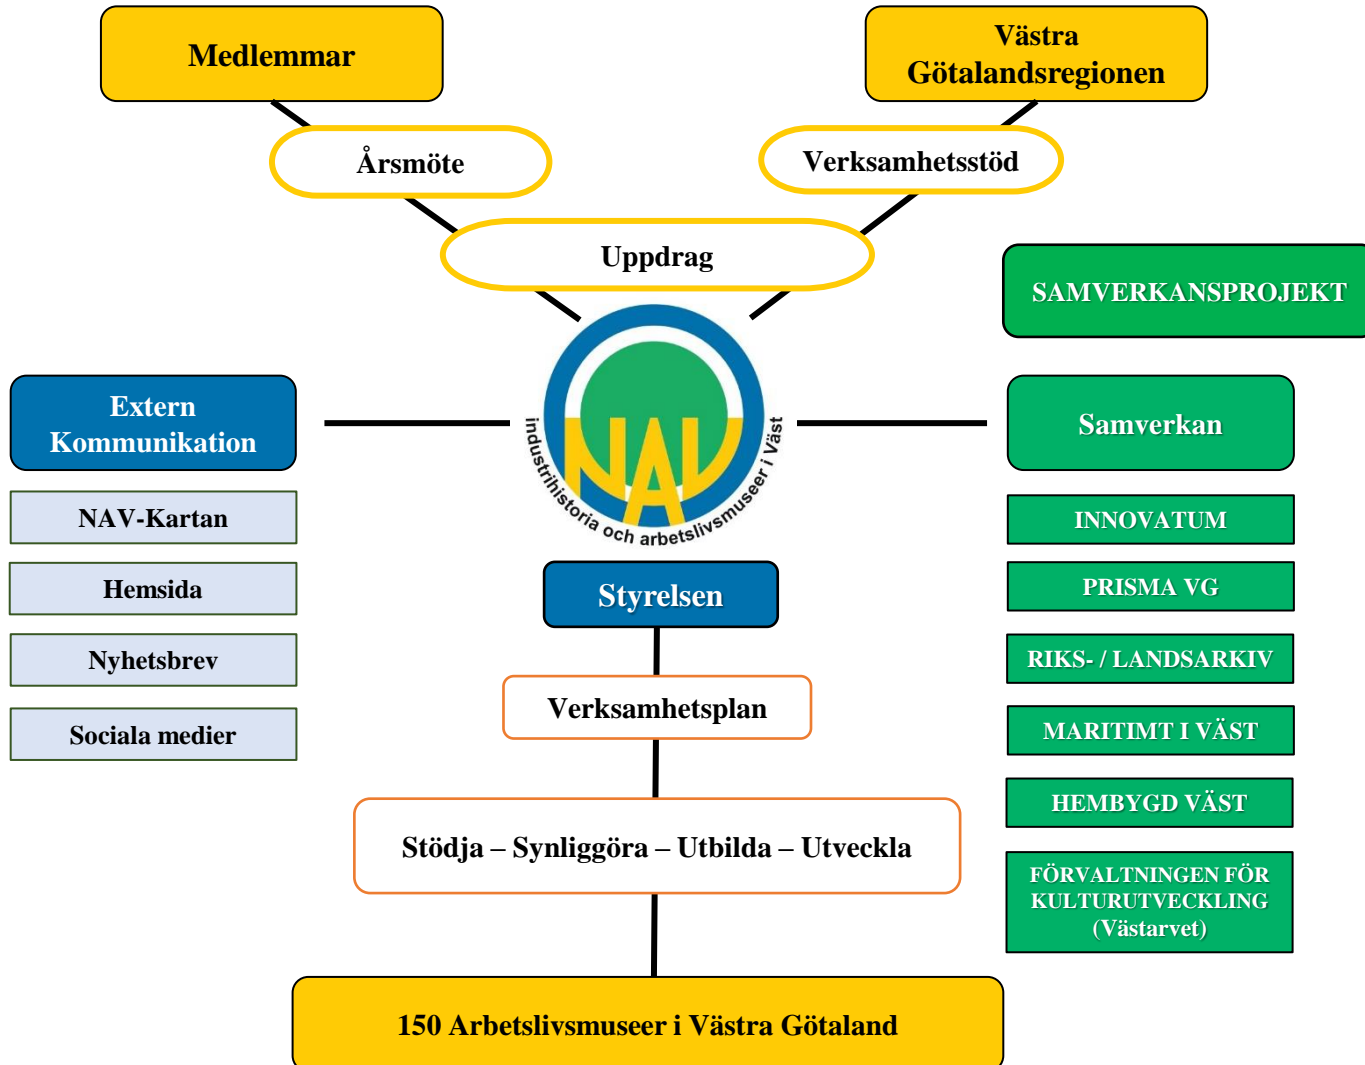 Medlemmar
Västra
Götalandsregionen
Årsmöte
Verksamhetsstöd
Uppdrag
SAMVERKANSPROJEKT
Extern
Kommunikation
NAV
industrihistoria och arbetslivsmuseer i Väst
Samverkan
NAV-Kartan
Hemsida
Nyhetsbrev
Sociala medier
Styrelsen
Verksamhetsplan
Stödja – Synliggöra – Utbilda – Utveckla
150 Arbetslivsmuseer i Västra Götaland
INNOVATUM
PRISMA VG
RIKS- / LANDSARKIV
MARITIMT I VÄST
HEMBYGD VÄST
FÖRVALTNINGEN FÖR
KULTURUTVECKLING
(Västarvet)